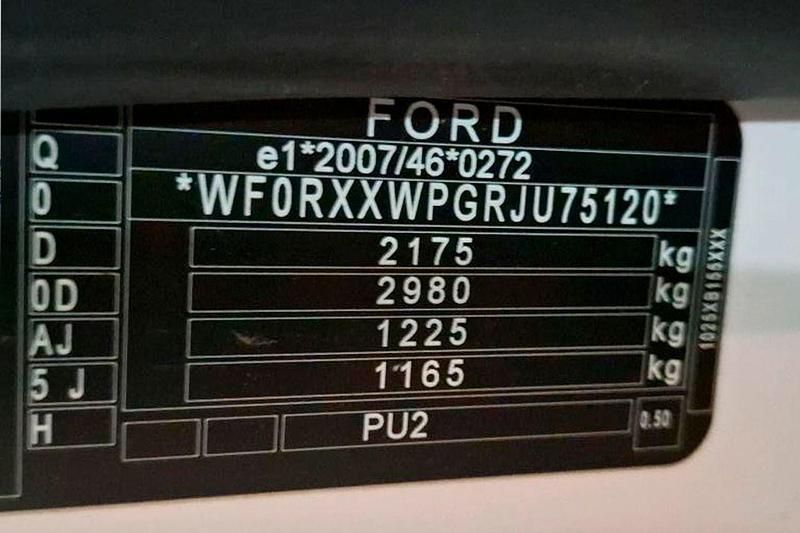 FORD
Q
e1*2007/46*0272
0
*WF0RXXWPGRJU75120*
D
2175 kg
0D
2980 kg
AJ
1225 kg
5 J
1165 kg
H
PU2
0.50
1025XB155XXX